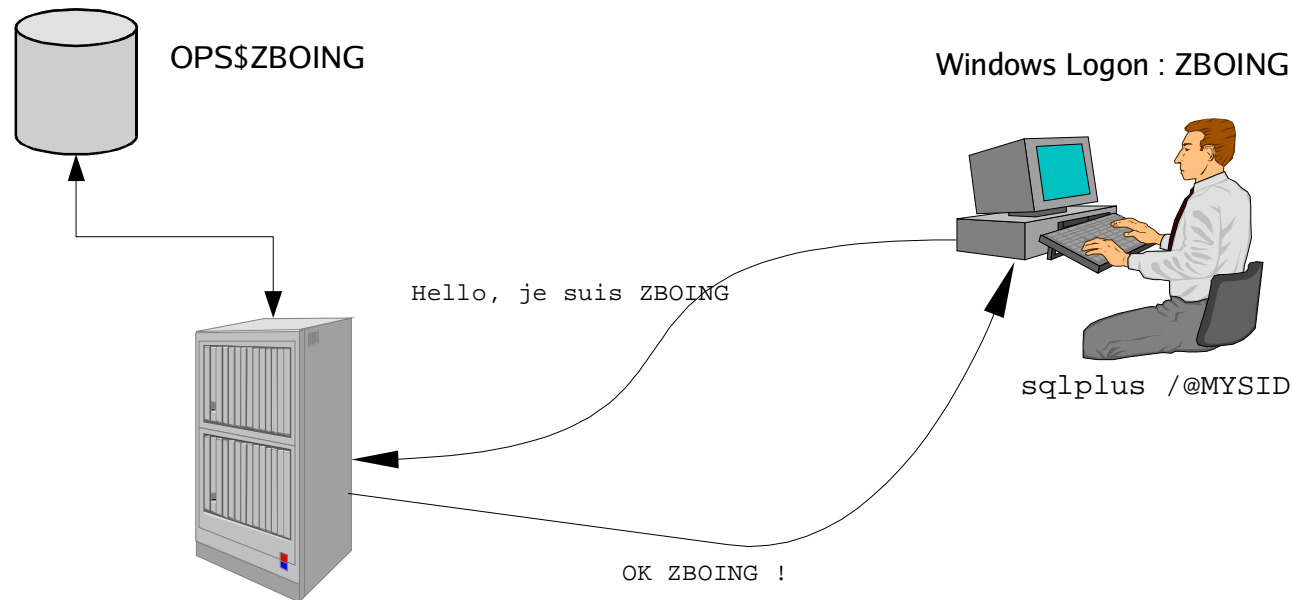 OPS$ZBOING
Windows Logon : ZBOING
Hello, je suis ZBOING
sqlplus /@MYSID
OK ZBOING !